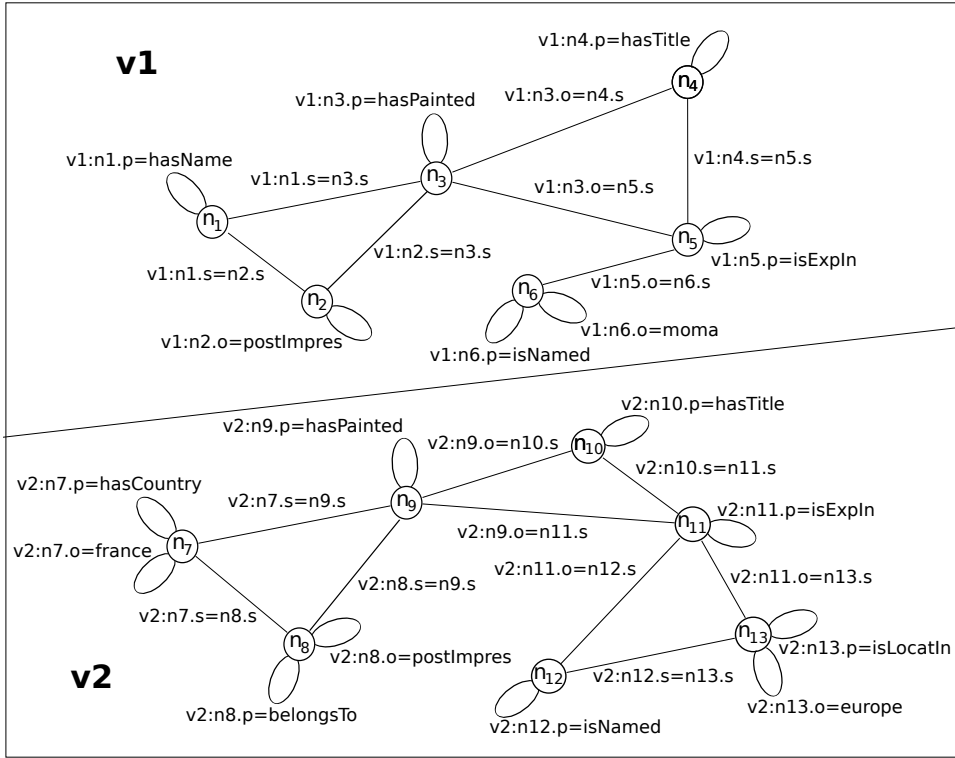 v1
v1:n4.p=hasTitle
n4
v1:n3.o=n4.s
v1:n3.p=hasPainted
v1:n1.p=hasName
v1:n4.s=n5.s
v1:n1.s=n3.s
n3
v1:n3.o=n5.s
n1
n5
v1:n2.s=n3.s
v1:n5.p=isExpIn
v1:n1.s=n2.s
v1:n5.o=n6.s
n6
n2
v1:n6.o=moma
v1:n2.o=postImpres
v1:n6.p=isNamed
v2:n10.p=hasTitle
v2:n9.p=hasPainted
v2:n9.o=n10.s
n10
v2:n10.s=n11.s
v2:n7.p=hasCountry
v2:n7.s=n9.s
n9
v2:n11.p=isExpIn
n11
v2:n9.o=n11.s
v2:n7.o=france
n7
v2:n11.o=n12.s
v2:n8.s=n9.s
v2:n11.o=n13.s
v2:n7.s=n8.s
n13
n8
v2:n13.p=isLocatIn
v2:n8.o=postImpres
v2
n12
v2:n12.s=n13.s
v2:n13.o=europe
v2:n8.p=belongsTo
v2:n12.p=isNamed